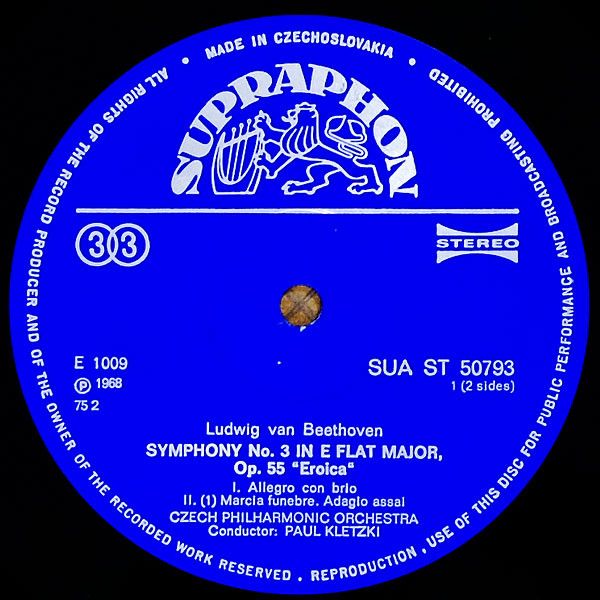 MADE IN CZECHOSLOVAKIA
ALL RIGHTS OF THE RECORD PRODUCER AND OF THE OWNER OF THE RECORDED WORK RESERVED . REPRODUCTION , USE OF THIS DISC FOR PUBLIC PERFORMANCE AND BROADCASTING PROHIBITED
SUPRAPHON
33
STEREO
E 1009
SUA ST 50793
Ⓟ 1968
1 (2 sides)
75 2
Ludwig van Beethoven
SYMPHONY No. 3 IN E FLAT MAJOR,
Op. 55 "Eroica"
I. Allegro con brio
II. (1) Marcia funebre. Adagio assai
CZECH PHILHARMONIC ORCHESTRA
Conductor: PAUL KLETZKI